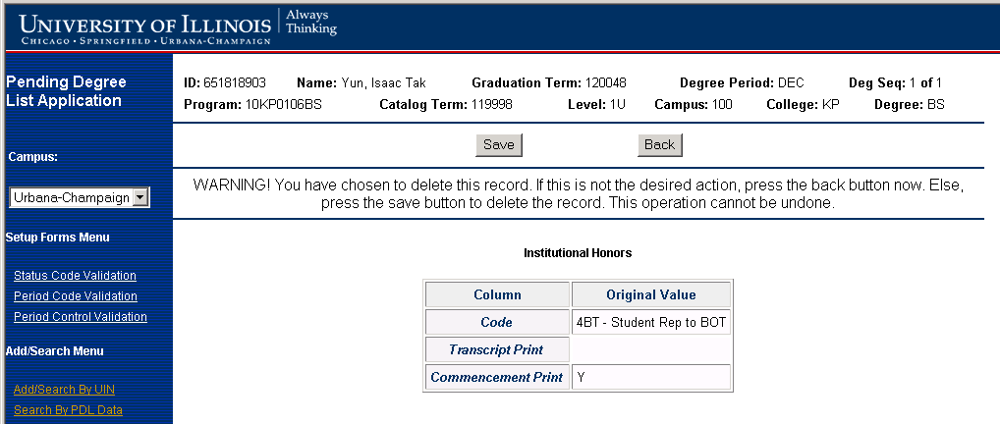 UNIVERSITY OF ILLINOIS Always
Thinking
CHICAGO • SPRINGFIELD • URBANA-CHAMPAIGN
Pending Degree
List Application
Campus:
Urbana-Champaign
Setup Forms Menu
Status Code Validation
Period Code Validation
Period Control Validation
Add/Search Menu
Add/Search By UIN
Search By PDL Data
ID: 651818903 Name: Yun, Isaac Tak Graduation Term: 120048 Degree Period: DEC Deg Seq: 1 of 1
Program: 10KP0106BS Catalog Term: 119998 Level: 1U Campus: 100 College: KP Degree: BS
Save Back
WARNING! You have chosen to delete this record. If this is not the desired action, press the back button now. Else,
press the save button to delete the record. This operation cannot be undone.
Institutional Honors
Column Original Value
Code 4BT - Student Rep to BOT
Transcript Print
Commencement Print Y